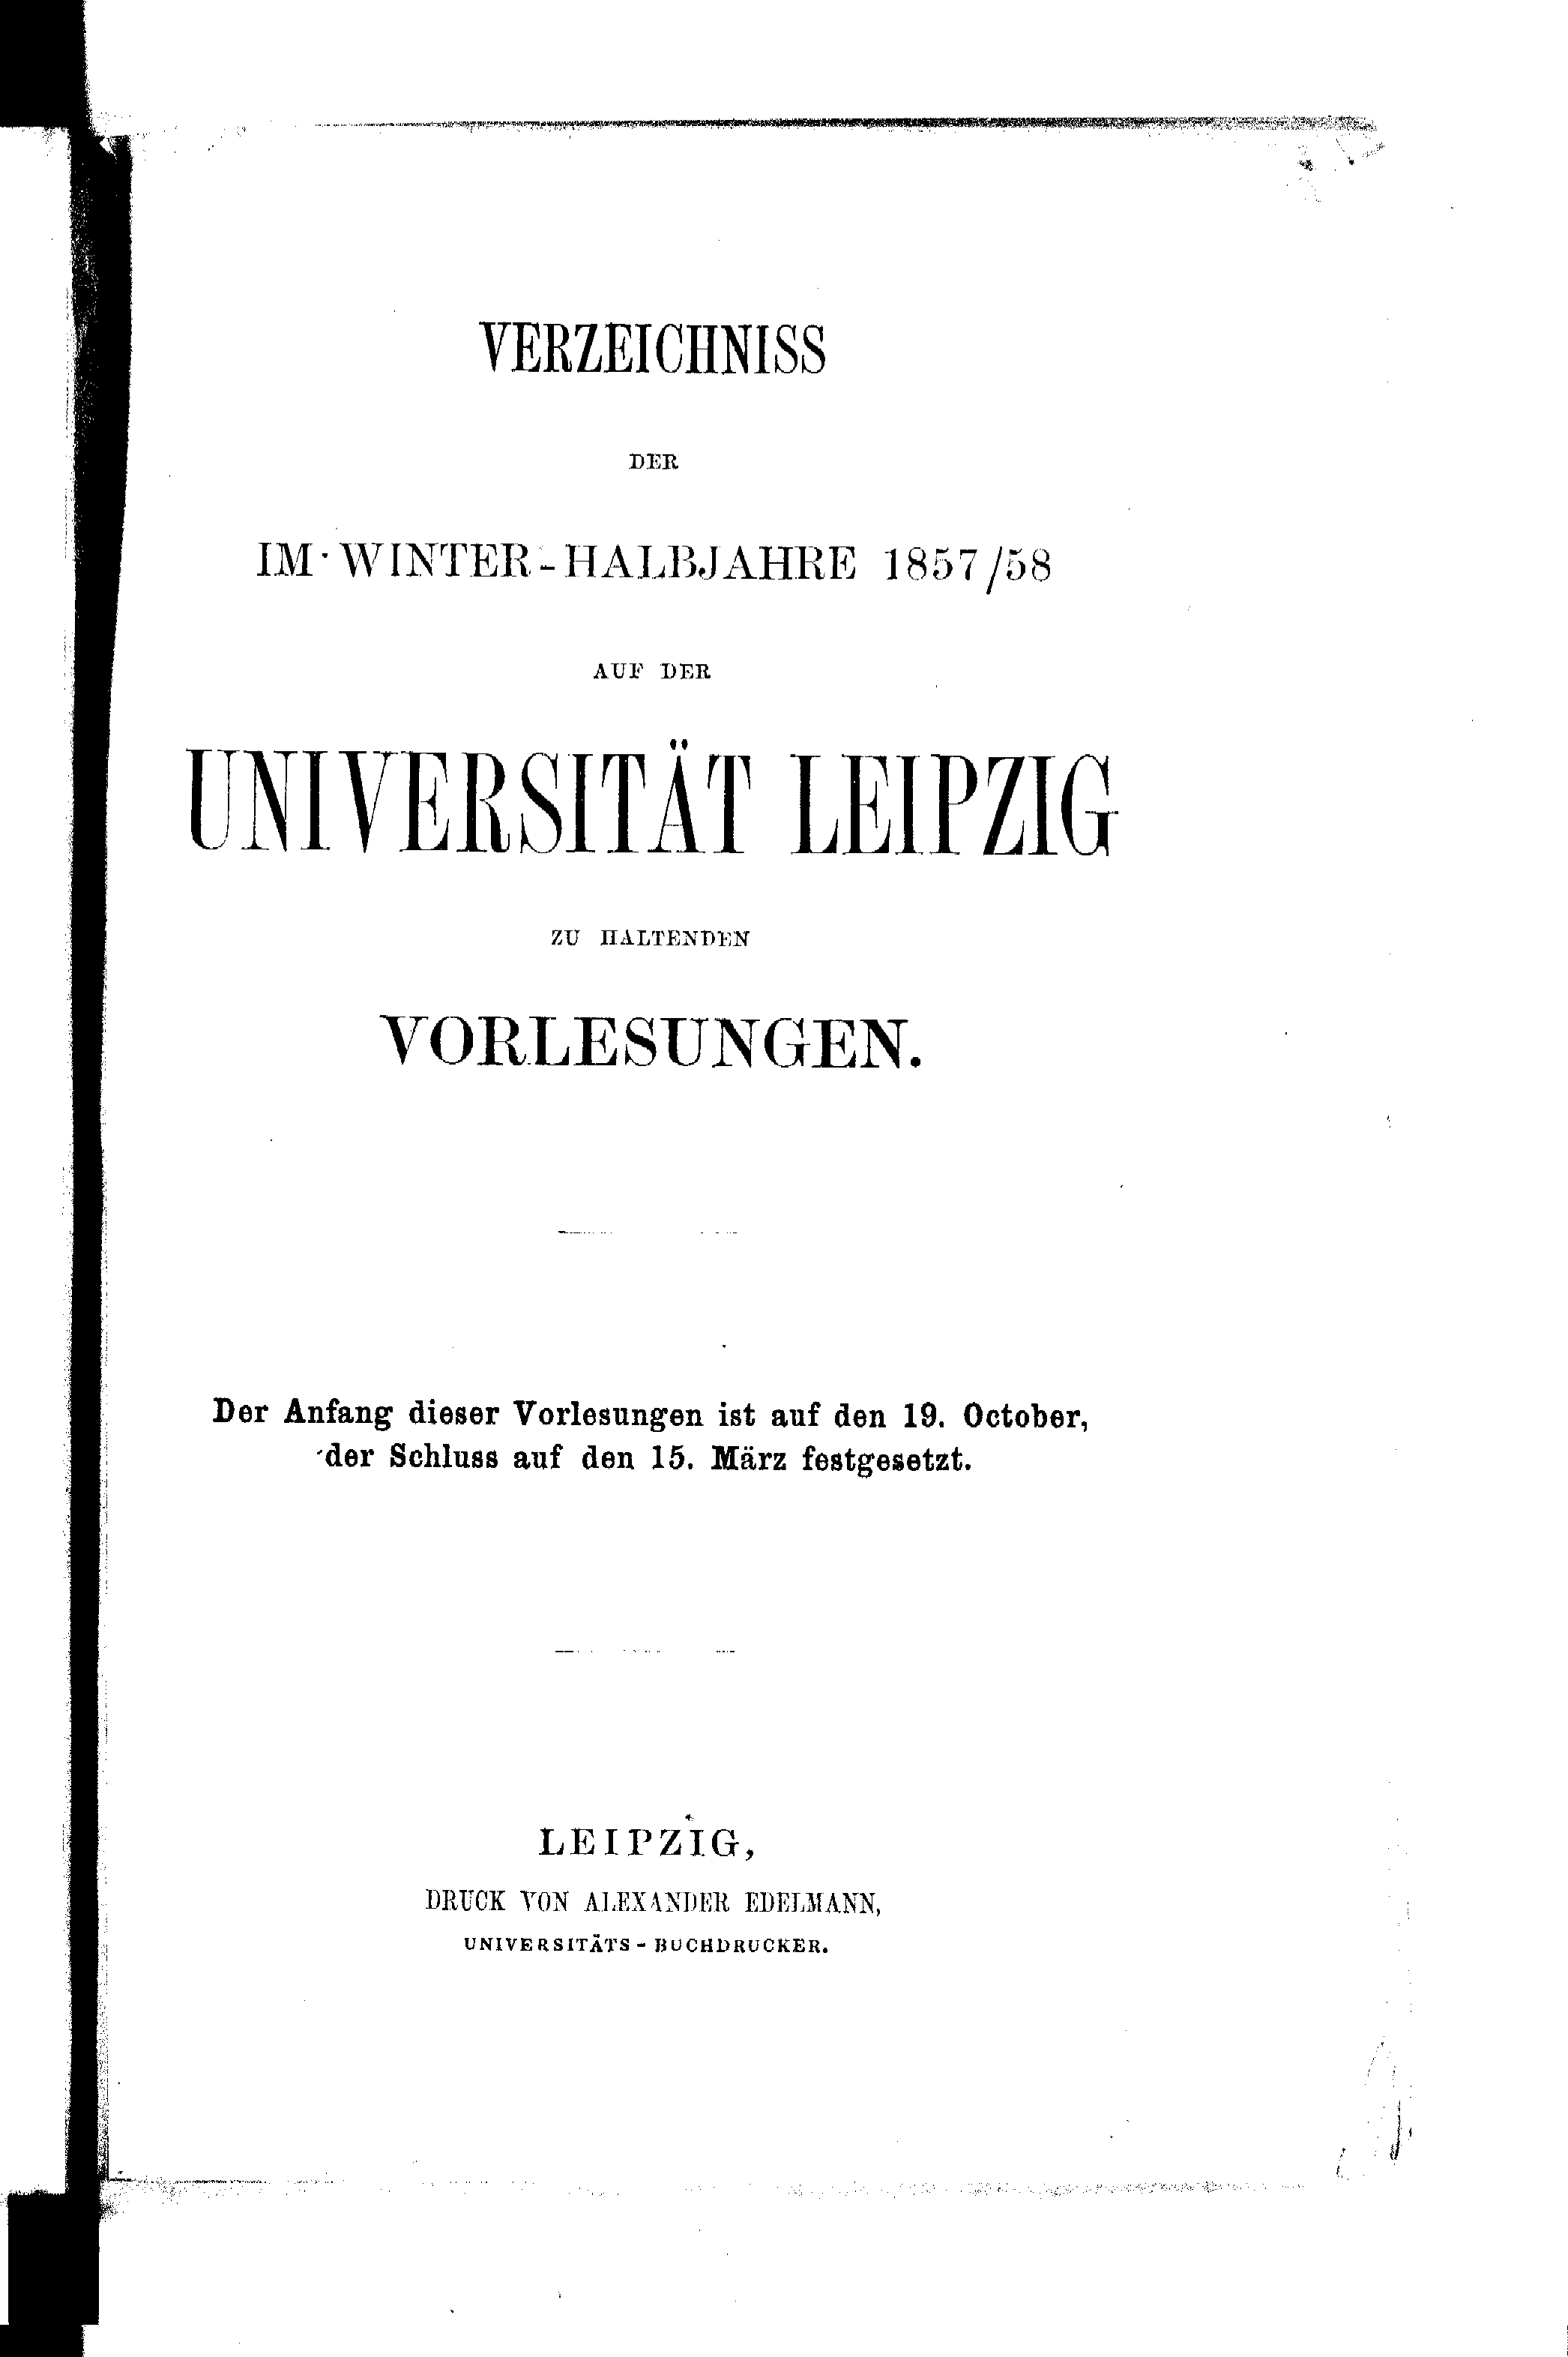 VERZEICHNISS
DER
IM WINTER-HALBJAHRE 1857/58
AUF DER
UNIVERSITÄT LEIPZIG
ZU HALTENDEN
VORLESUNGEN.
Der Anfang dieser Vorlesungen ist auf den 19. October,
der Schluss auf den 15. März festgesetzt.
LEIPZIG,
DRUCK VON ALEXANDER EDELMANN,
UNIVERSITÄTS-BUCHDRUCKER.